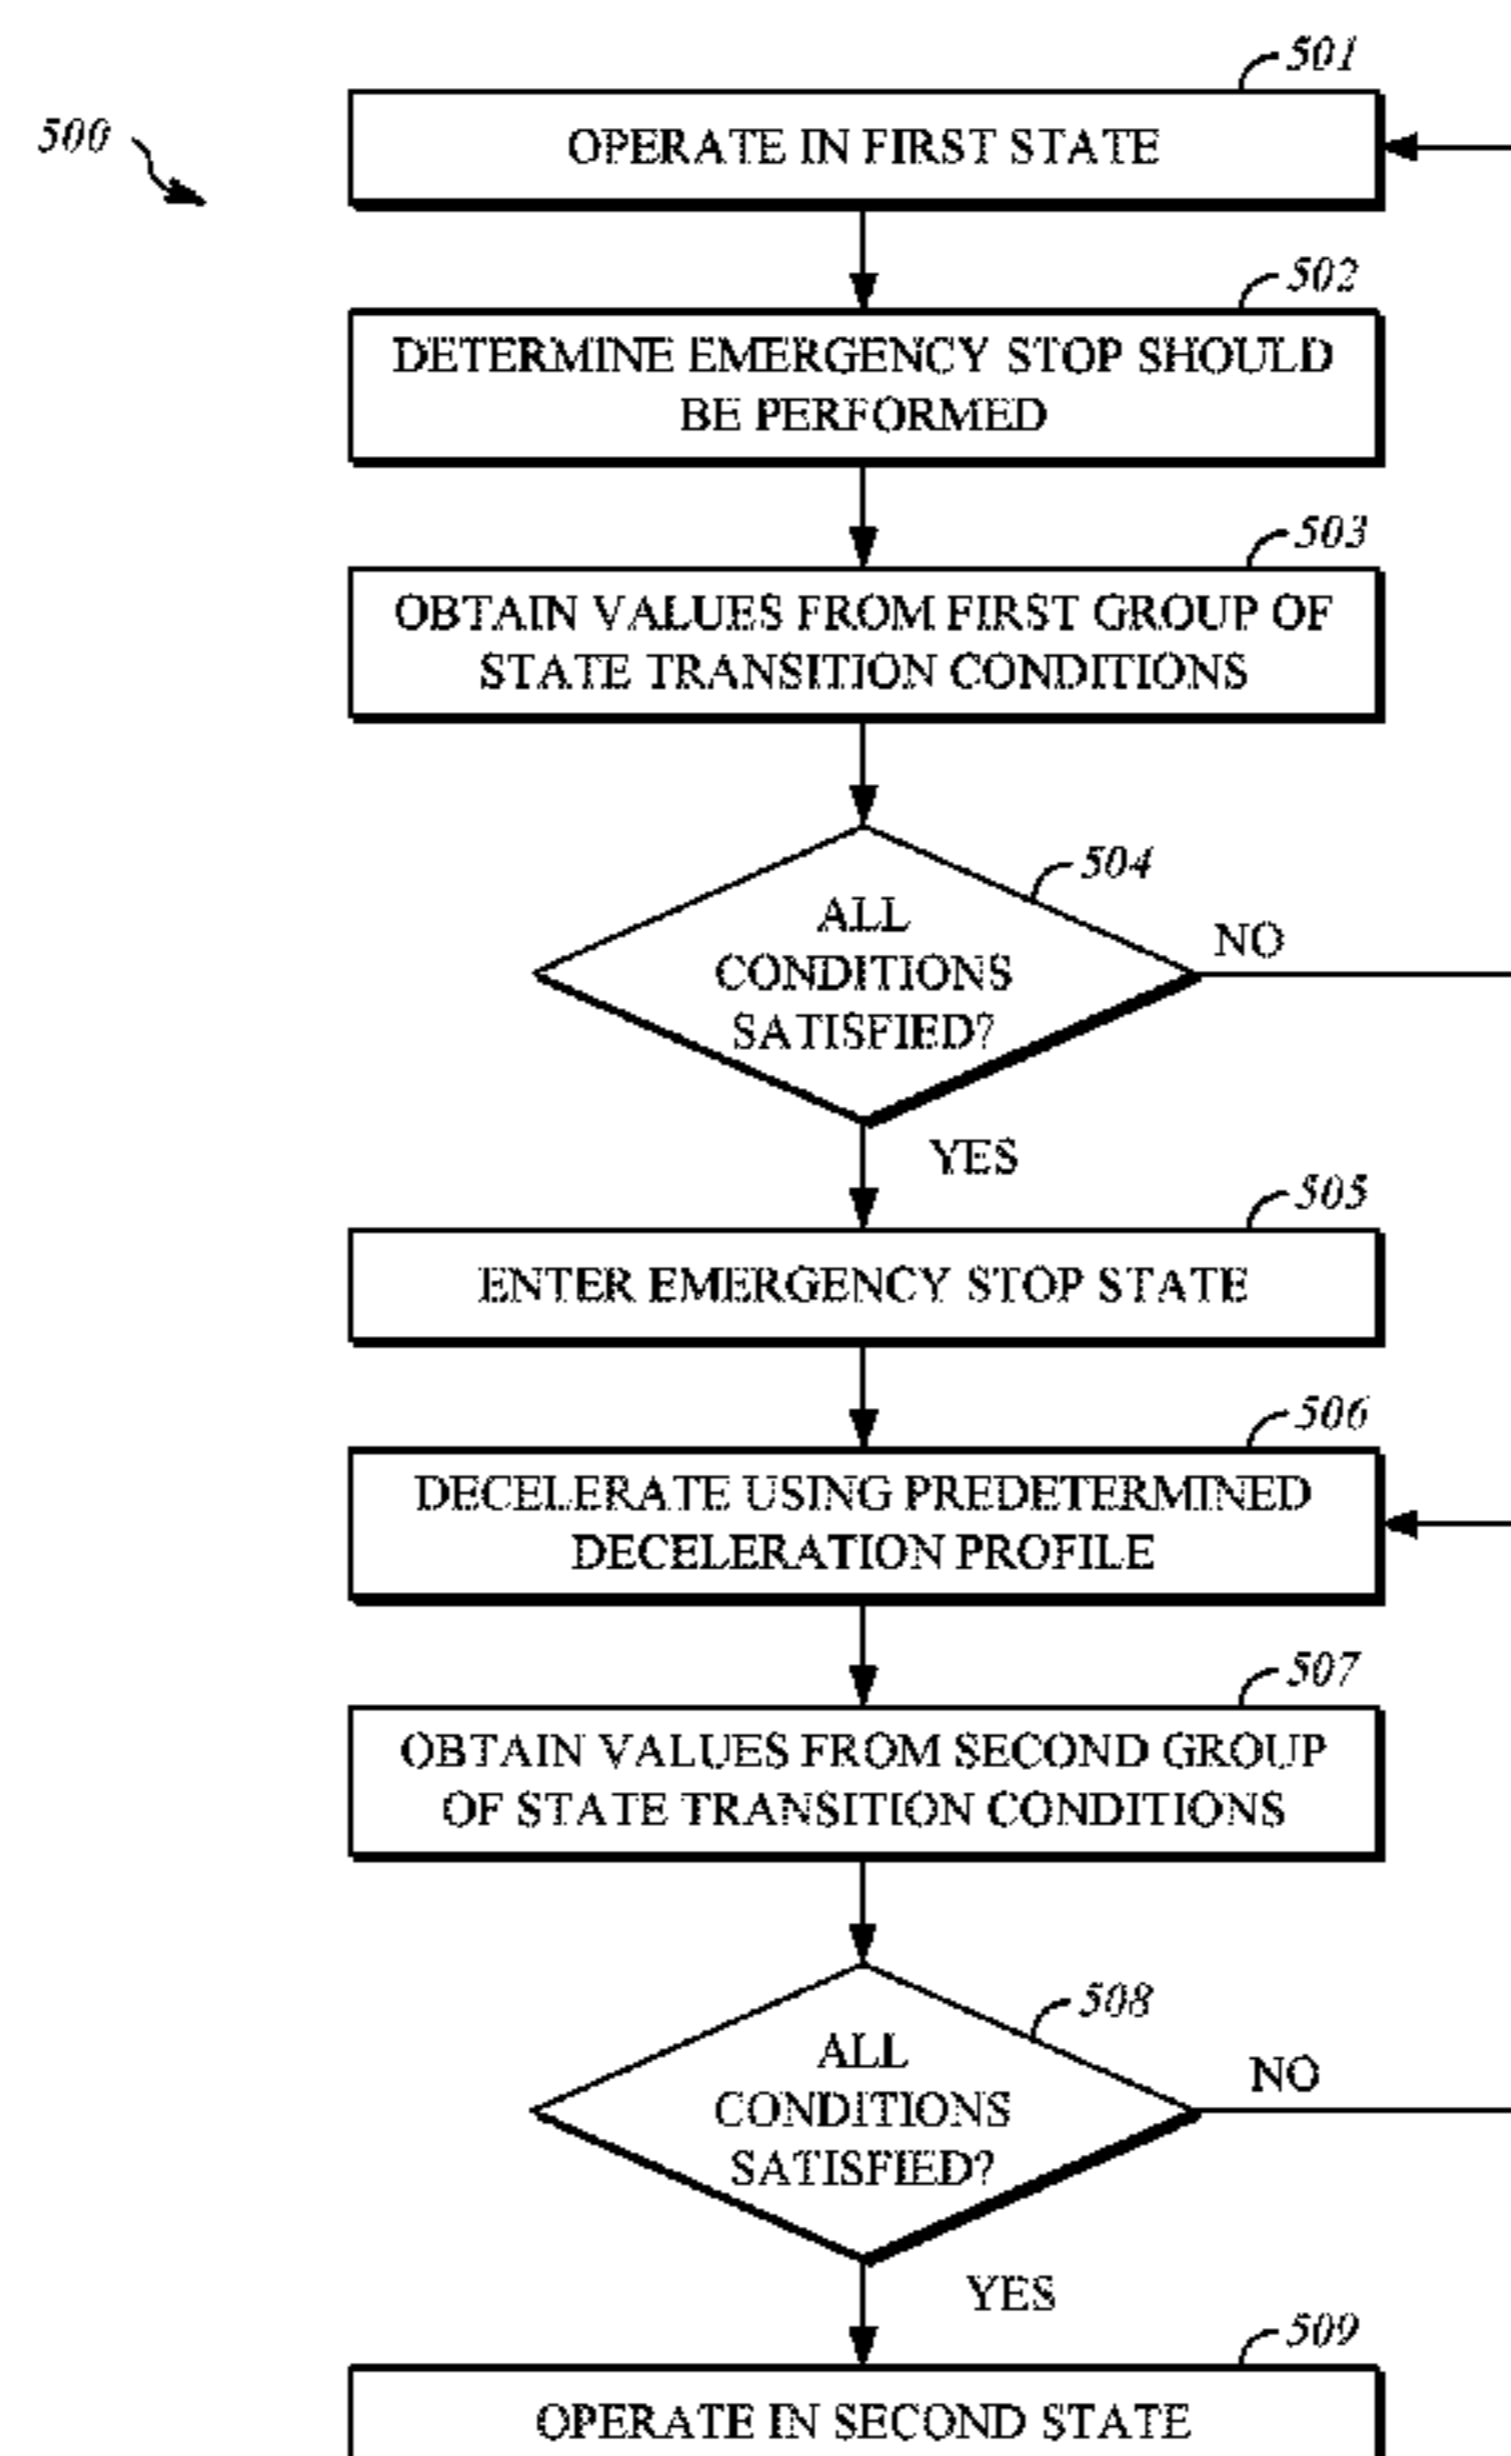 501
500
OPERATE IN FIRST STATE
502
DETERMINE EMERGENCY STOP SHOULD
BE PERFORMED
503
OBTAIN VALUES FROM FIRST GROUP OF
STATE TRANSITION CONDITIONS
504
ALL
CONDITIONS
SATISFIED?
NO
YES
505
ENTER EMERGENCY STOP STATE
506
DECELERATE USING PREDETERMINED
DECELERATION PROFILE
507
OBTAIN VALUES FROM SECOND GROUP
OF STATE TRANSITION CONDITIONS
508
ALL
CONDITIONS
SATISFIED?
NO
YES
509
OPERATE IN SECOND STATE